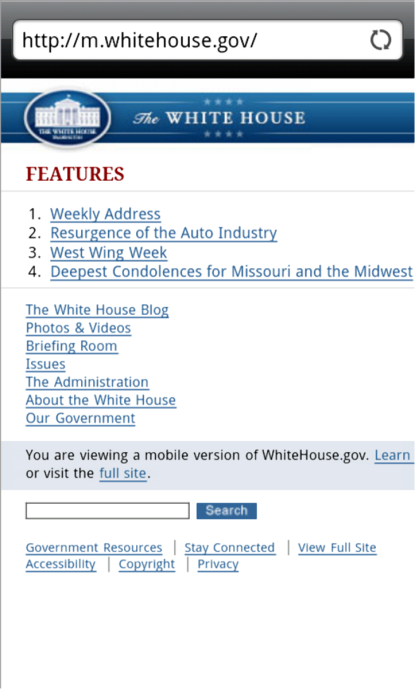 http://m.whitehouse.gov/
THE WHITE HOUSE
WASHINGTON
The WHITE HOUSE
FEATURES
1. Weekly Address
2. Resurgence of the Auto Industry
3. West Wing Week
4. Deepest Condolences for Missouri and the Midwest
The White House Blog
Photos & Videos
Briefing Room
Issues
The Administration
About the White House
Our Government
You are viewing a mobile version of WhiteHouse.gov. Learn
or visit the full site.
Search
Government Resources | Stay Connected | View Full Site
Accessibility | Copyright | Privacy